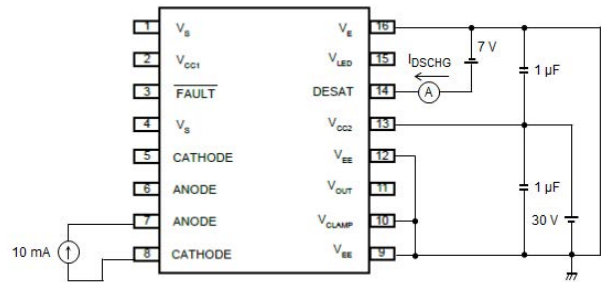 1 V_S V_E 16
2 V_CC1 V_LED 15
3 FAULT DESAT 14
4 V_S V_CC2 13
5 CATHODE V_EE 12
6 ANODE V_OUT 11
7 ANODE V_CLAMP 10
8 CATHODE V_EE 9
10 mA
I_DSCHG
A
7 V
1 μF
1 μF
30 V